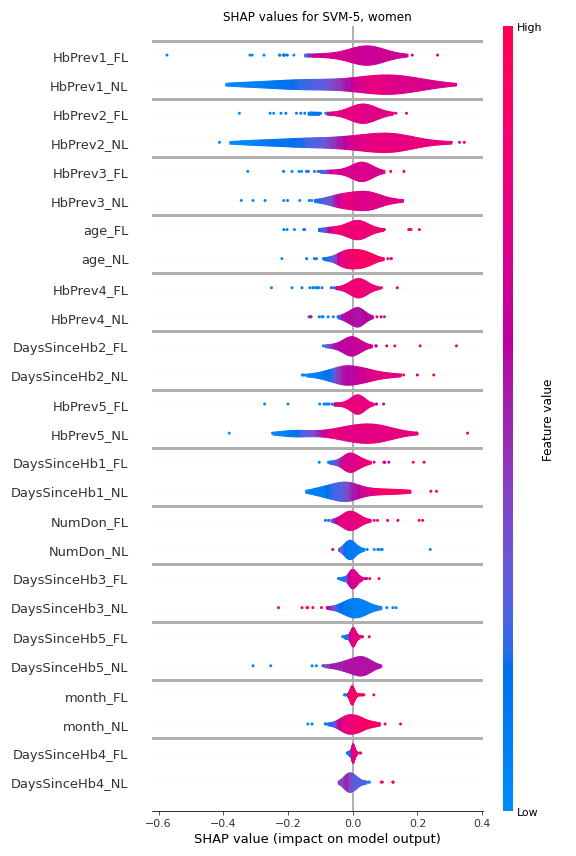 SHAP values for SVM-5, women
High
HbPrev1_FL
HbPrev1_NL
HbPrev2_FL
HbPrev2_NL
HbPrev3_FL
HbPrev3_NL
age_FL
age_NL
HbPrev4_FL
HbPrev4_NL
DaysSinceHb2_FL
DaysSinceHb2_NL
HbPrev5_FL
HbPrev5_NL
DaysSinceHb1_FL
DaysSinceHb1_NL
NumDon_FL
NumDon_NL
DaysSinceHb3_FL
DaysSinceHb3_NL
DaysSinceHb5_FL
DaysSinceHb5_NL
month_FL
month_NL
DaysSinceHb4_FL
DaysSinceHb4_NL
Feature value
Low
−0.6 −0.4 −0.2 0.0 0.2 0.4
SHAP value (impact on model output)